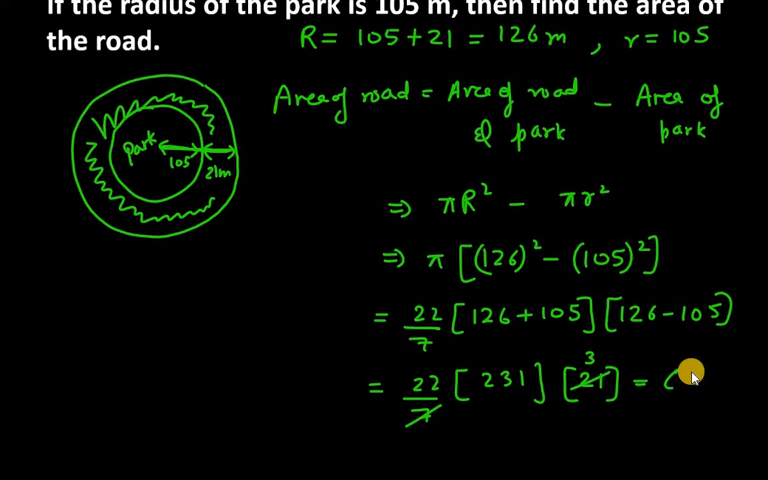 If the radius of the park is 105 m, then find the area of
the road.
R = 105 + 21 = 126 m , r = 105
Area of road = Area of road & park – Area of park
park
105
21m
⇒ πR² – πr²
⇒ π [(126)² – (105)²]
= 22/7 [126 + 105] [126 – 105]
= 22/7 [231] [21] 3 =